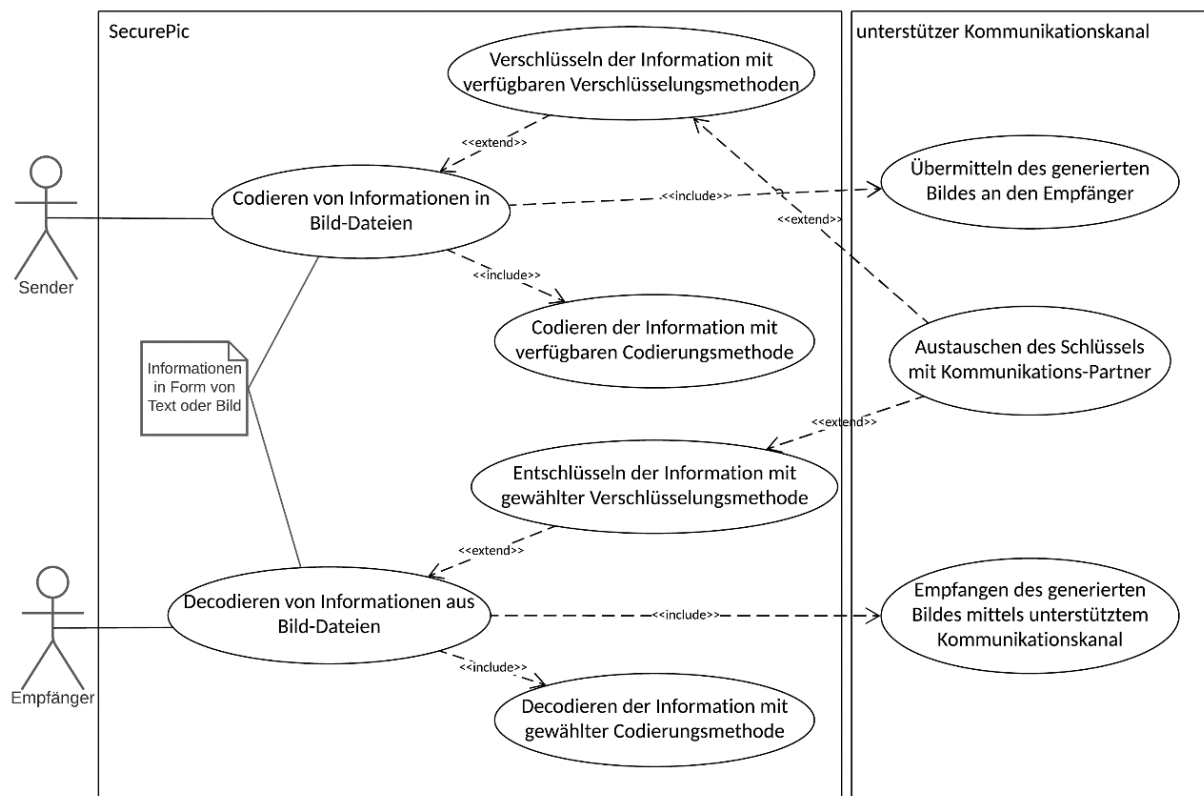 SecurePic
unterstützer Kommunikationskanal
Verschlüsseln der Information mit
verfügbaren Verschlüsselungsmethoden
<<extend>>
Codieren von Informationen in
Bild-Dateien
<<include>>
Übermitteln des generierten
Bildes an den Empfänger
<<extend>>
Sender
<<include>>
Codieren der Information mit
verfügbaren Codierungsmethode
Austauschen des Schlüssels
mit Kommunikations-Partner
Informationen
in Form von
Text oder Bild
<<extend>>
Entschlüsseln der Information mit
gewählter Verschlüsselungsmethode
<<extend>>
Decodieren von Informationen aus
Bild-Dateien
<<include>>
Empfangen des generierten
Bildes mittels unterstütztem
Kommunikationskanal
Empfänger
<<include>>
Decodieren der Information mit
gewählter Codierungsmethode